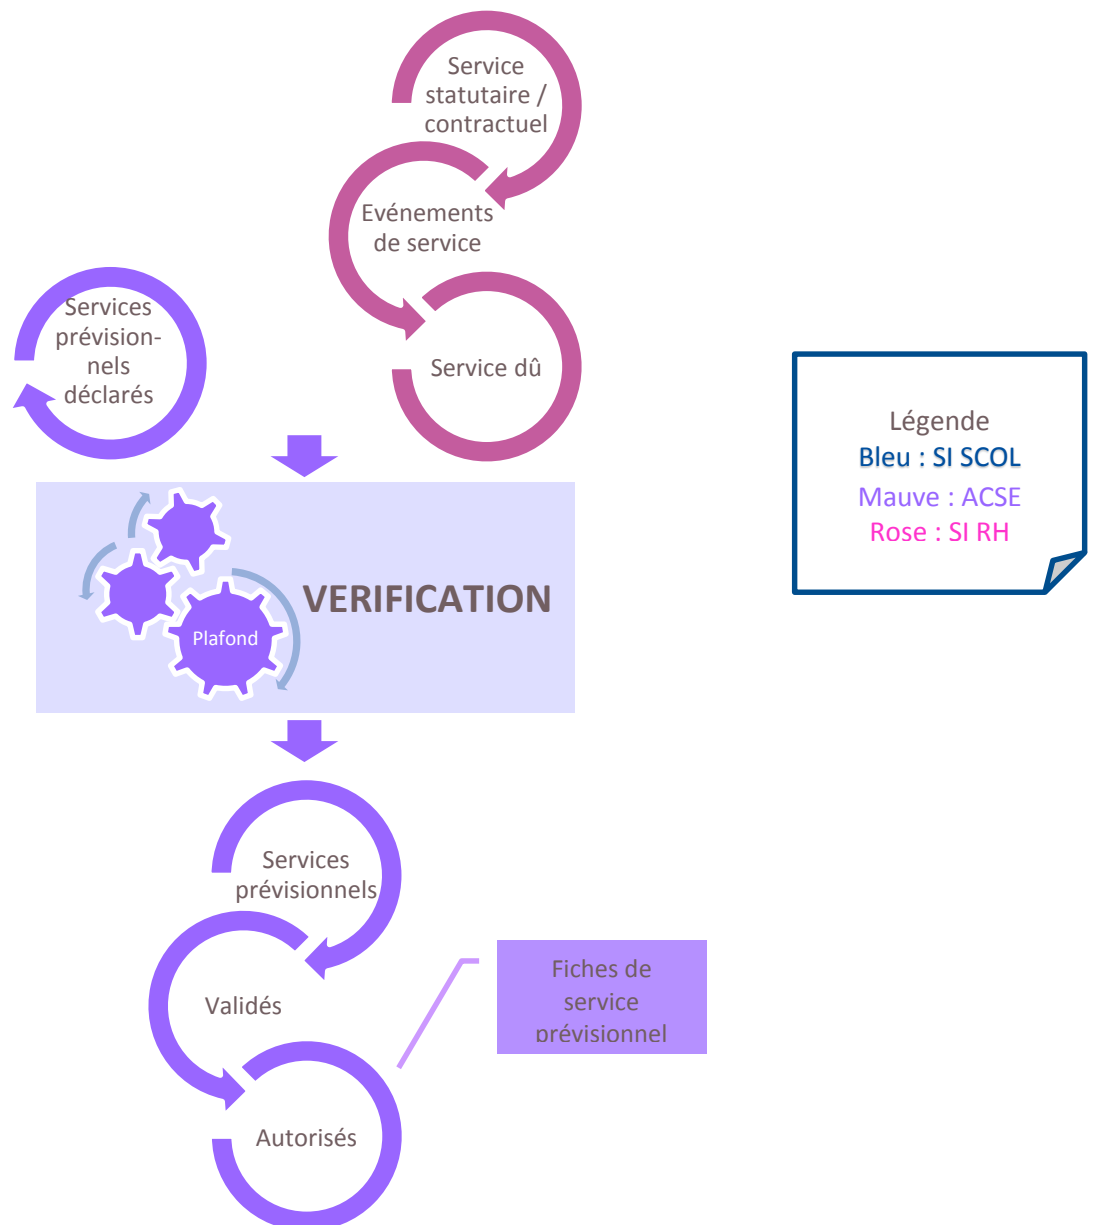 Service
statutaire /
contractuel
Evénements
de service
Service dû
Services
prévision-
nels
déclarés
Légende
Bleu : SI SCOL
Mauve : ACSE
Rose : SI RH
VERIFICATION
Plafond
Services
prévisionnels
Validés
Autorisés
Fiches de
service
prévisionnel